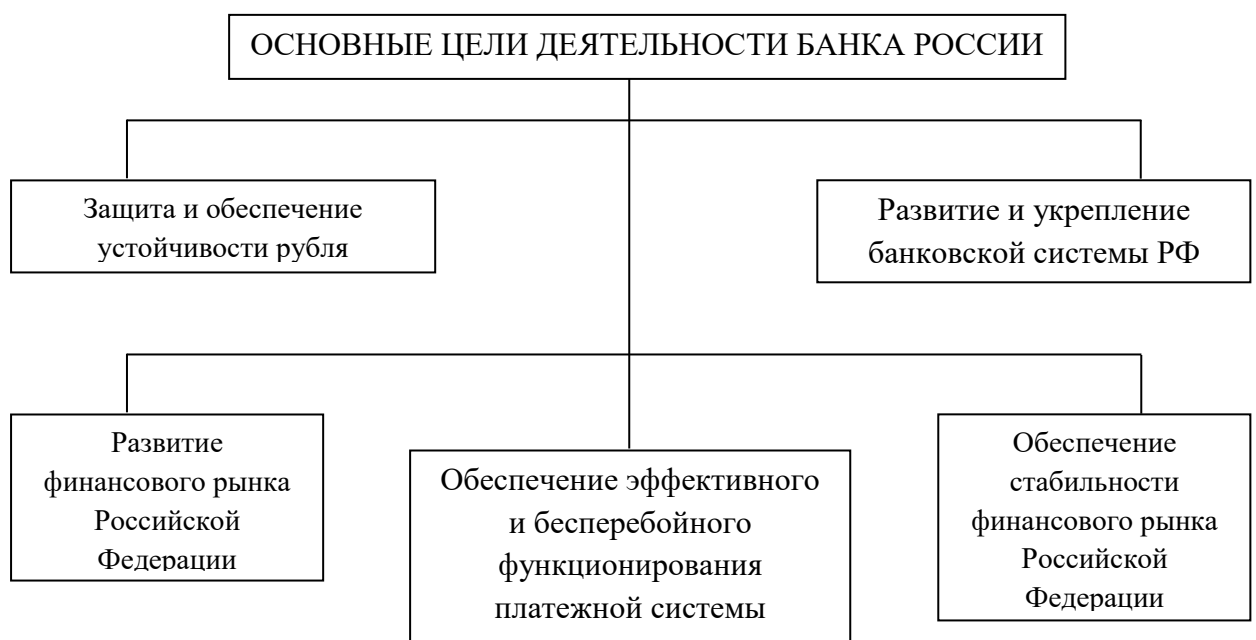 ОСНОВНЫЕ ЦЕЛИ ДЕЯТЕЛЬНОСТИ БАНКА РОССИИ
Защита и обеспечение
устойчивости рубля
Развитие и укрепление
банковской системы РФ
Развитие
финансового рынка
Российской
Федерации
Обеспечение эффективного
и бесперебойного
функционирования
платежной системы
Обеспечение
стабильности
финансового рынка
Российской
Федерации